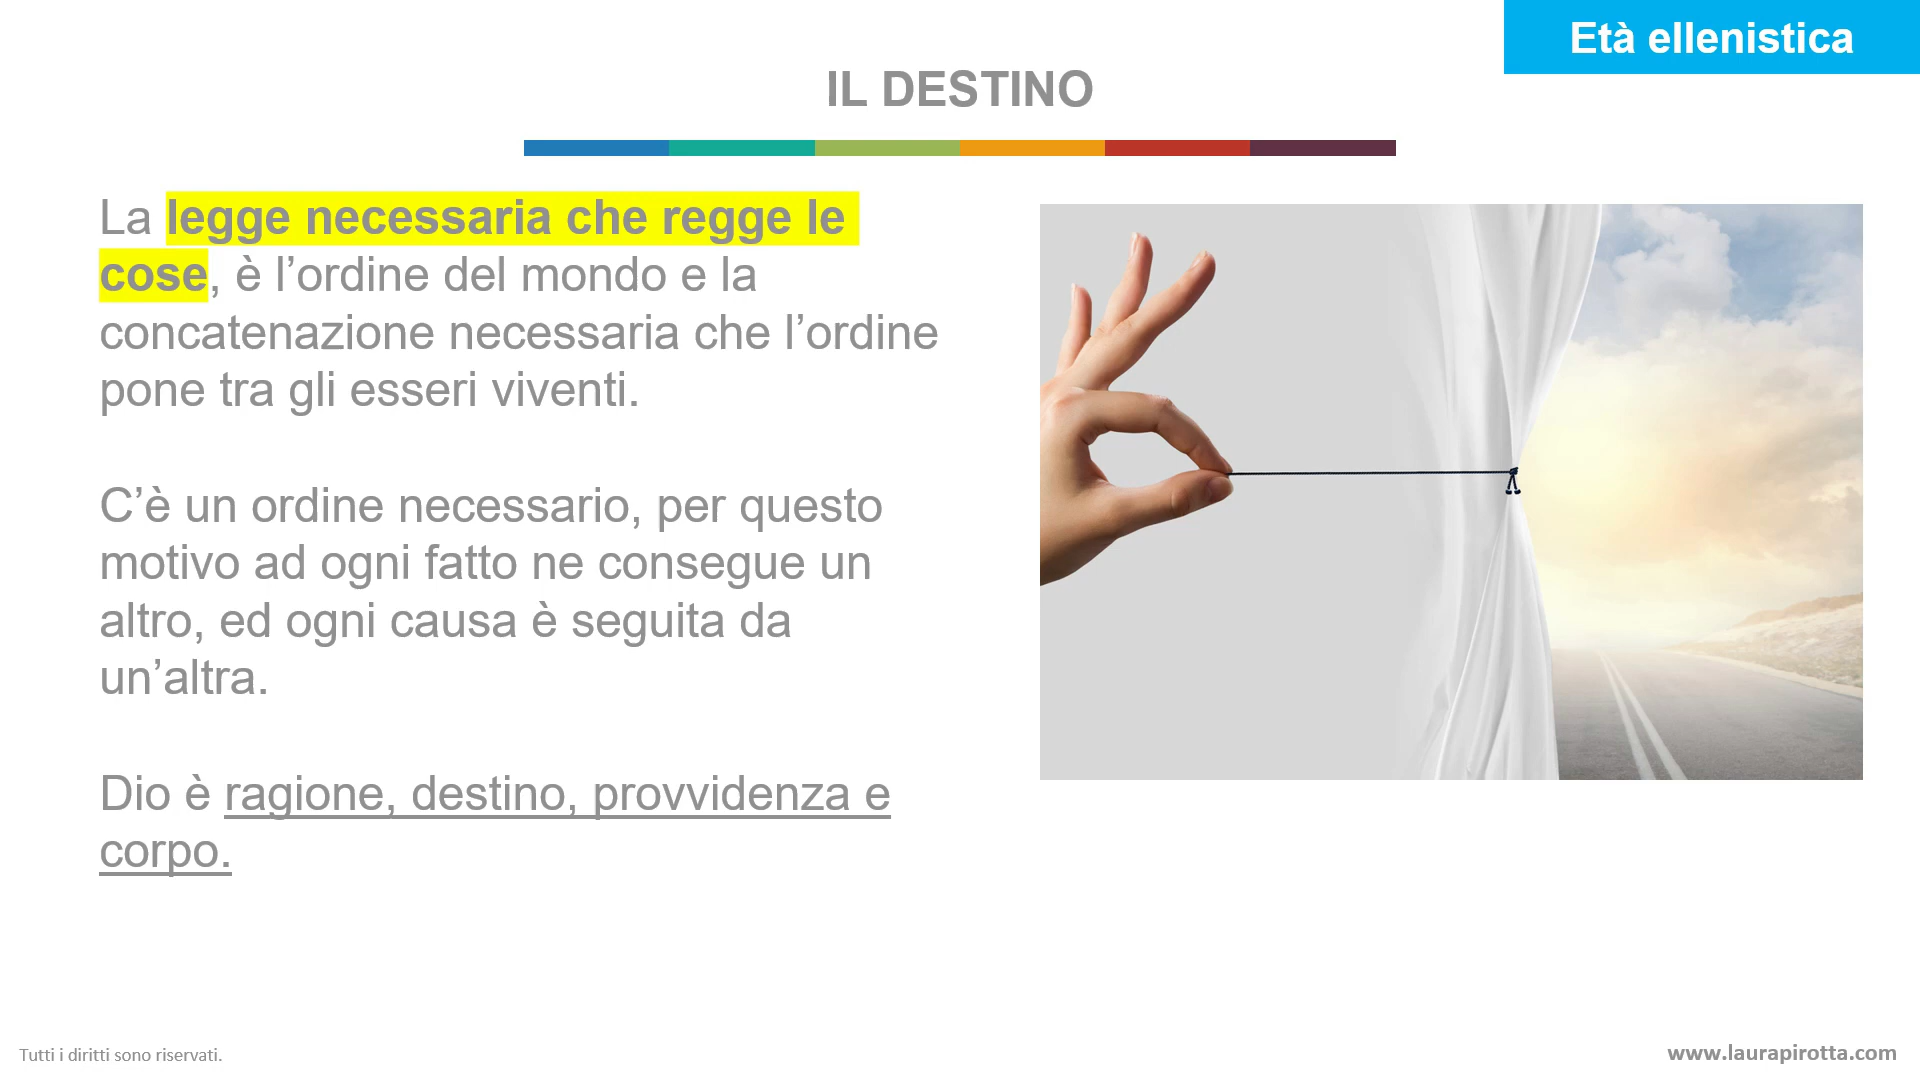 Età ellenistica
IL DESTINO
La legge necessaria che regge le
cose, è l’ordine del mondo e la
concatenazione necessaria che l’ordine
pone tra gli esseri viventi.
C’è un ordine necessario, per questo
motivo ad ogni fatto ne consegue un
altro, ed ogni causa è seguita da
un’altra.
Dio è ragione, destino, provvidenza e
corpo.
Tutti i diritti sono riservati.
www.laurapirotta.com